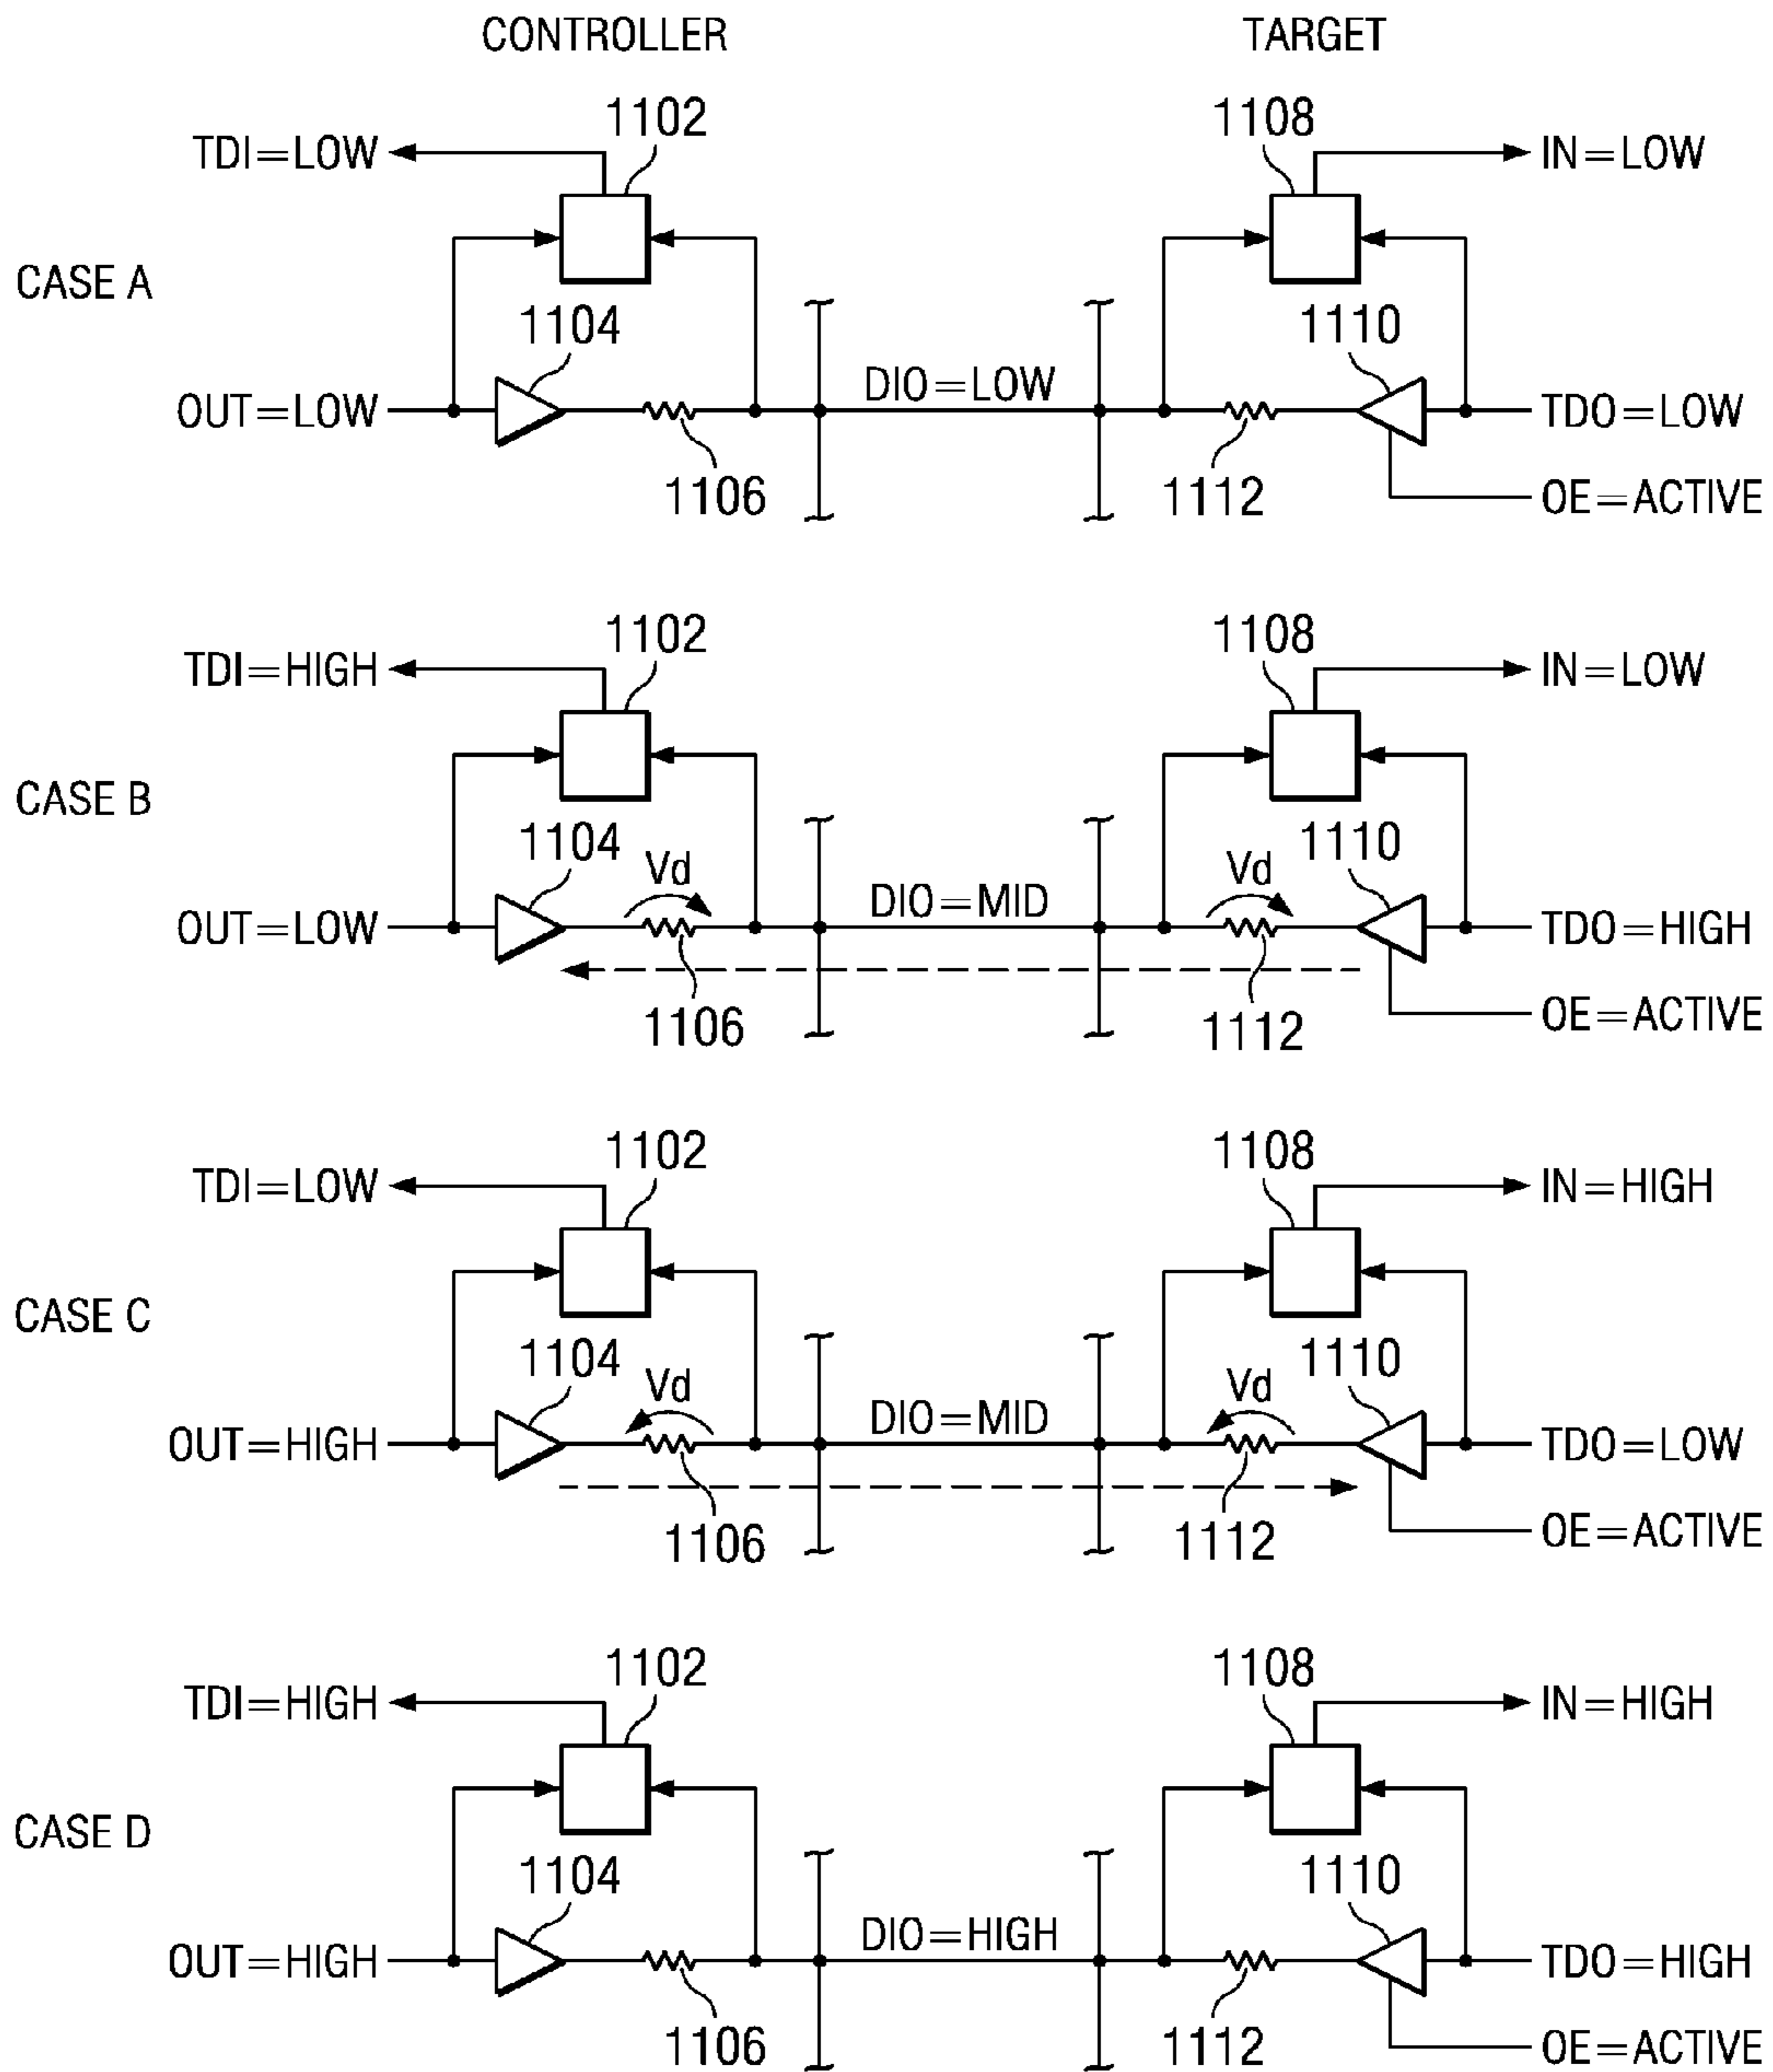 CONTROLLER TARGET
1102 1108
TDI=LOW IN=LOW
CASE A
1104 1110
OUT=LOW DIO=LOW TDO=LOW
1106 1112 OE=ACTIVE
1102 1108
TDI=HIGH IN=LOW
CASE B
1104 Vd Vd 1110
OUT=LOW DIO=MID TDO=HIGH
1106 1112 OE=ACTIVE
1102 1108
TDI=LOW IN=HIGH
CASE C
1104 Vd Vd 1110
OUT=HIGH DIO=MID TDO=LOW
1106 1112 OE=ACTIVE
1102 1108
TDI=HIGH IN=HIGH
CASE D
1104 1110
OUT=HIGH DIO=HIGH TDO=HIGH
1106 1112 OE=ACTIVE